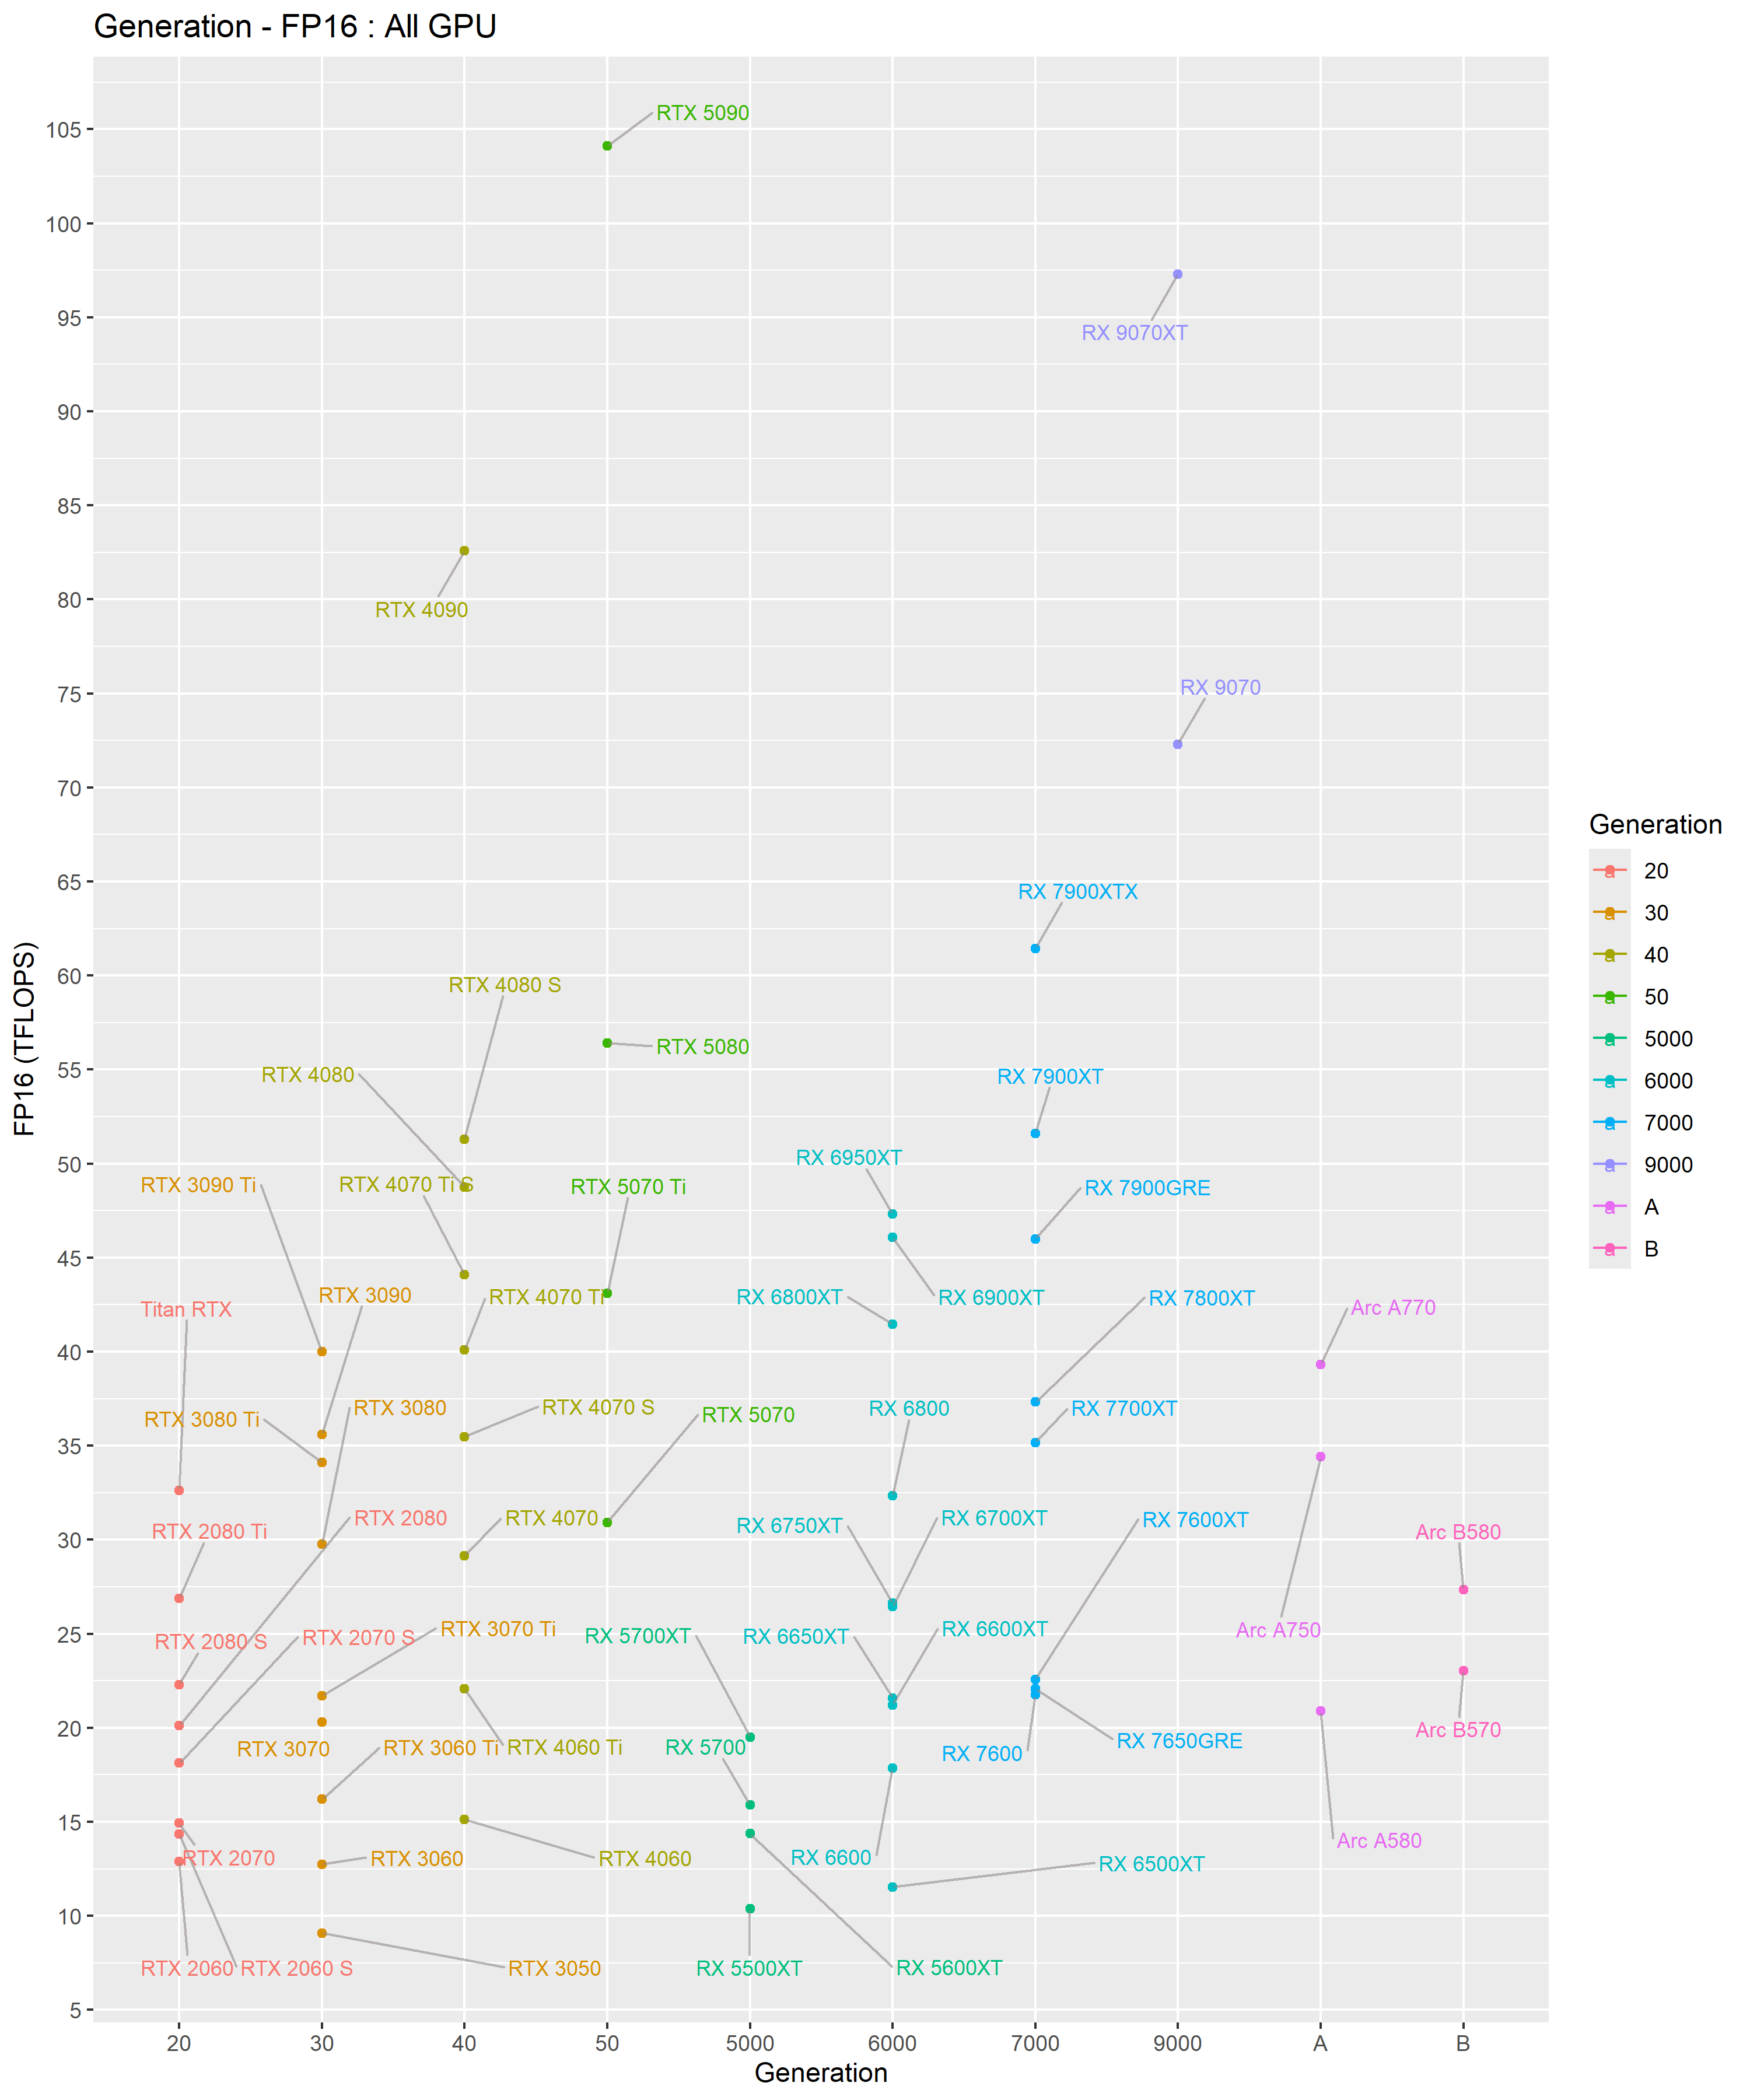 Generation - FP16 : All GPU
FP16 (TFLOPS)
105
100
95
90
85
80
75
70
65
60
55
50
45
40
35
30
25
20
15
10
5
RTX 5090
RX 9070XT
RTX 4090
RX 9070
RX 7900XTX
RTX 4080 S
RTX 5080
RTX 4080
RX 7900XT
RX 6950XT
RTX 3090 Ti
RTX 4070 Ti S
RTX 5070 Ti
RX 7900GRE
RTX 3090
RTX 4070 Ti
RX 6800XT
RX 6900XT
RX 7800XT
Titan RTX
Arc A770
RTX 3080 Ti
RTX 3080
RTX 4070 S
RTX 5070
RX 6800
RX 7700XT
RTX 2080 Ti
RTX 2080
RTX 4070
RX 6750XT
RX 6700XT
RX 7600XT
Arc B580
RTX 2080 S
RTX 2070 S
RTX 3070 Ti
RX 5700XT
RX 6650XT
RX 6600XT
Arc A750
RTX 3070
RTX 3060 Ti
RTX 4060 Ti
RX 5700
RX 7600
RX 7650GRE
Arc B570
RTX 2070
RTX 3060
RTX 4060
RX 6600
RX 6500XT
Arc A580
RTX 2060
RTX 2060 S
RTX 3050
RX 5500XT
RX 5600XT
20
30
40
50
5000
6000
7000
9000
A
B
Generation
Generation
a 20
a 30
a 40
a 50
a 5000
a 6000
a 7000
a 9000
a A
a B